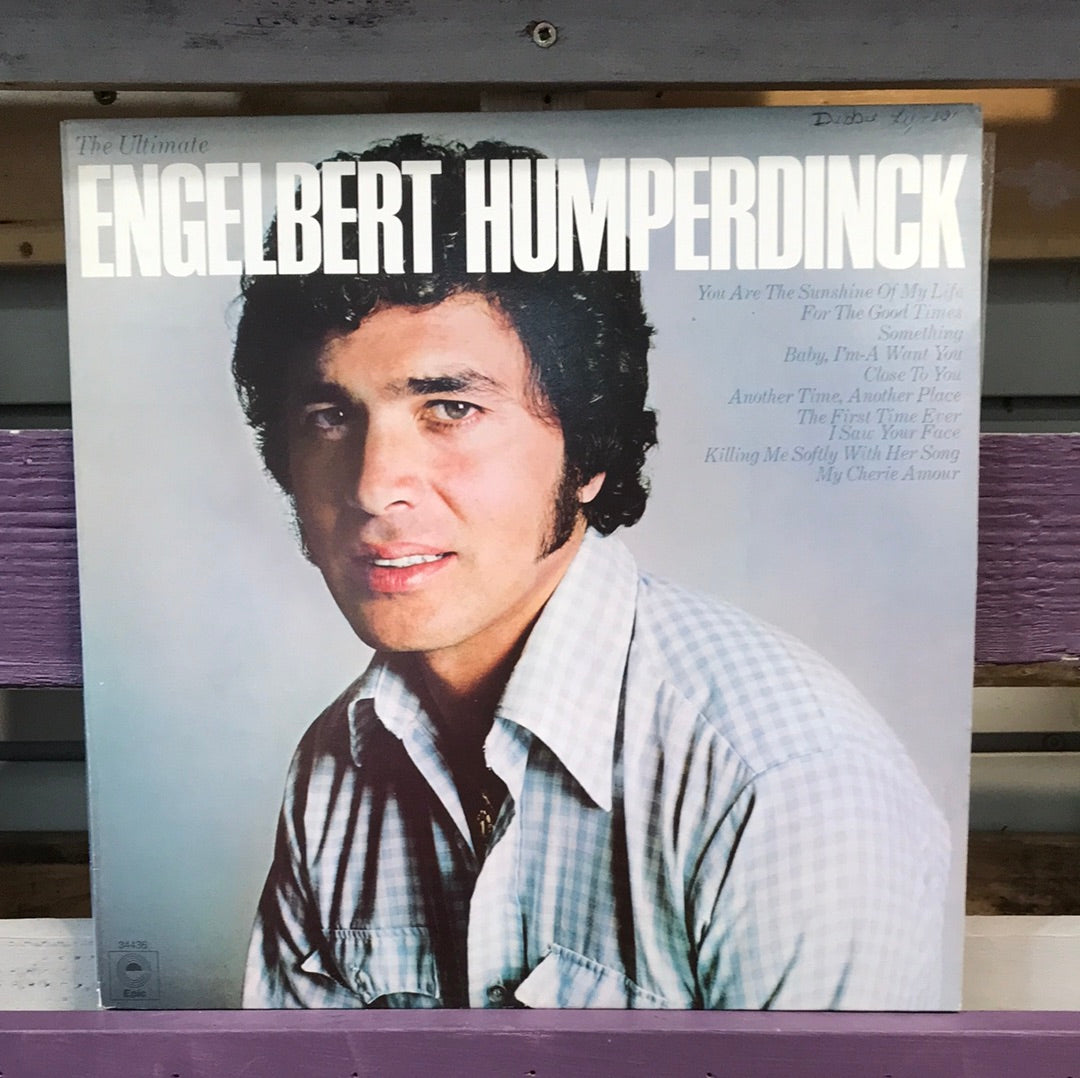 The Ultimate
ENGELBERT HUMPERDINCK
You Are The Sunshine Of My Life
For The Good Times
Something
Baby, I'm-A Want You
Close To You
Another Time, Another Place
The First Time Ever
I Saw Your Face
Killing Me Softly With Her Song
My Cherie Amour
34436
Epic